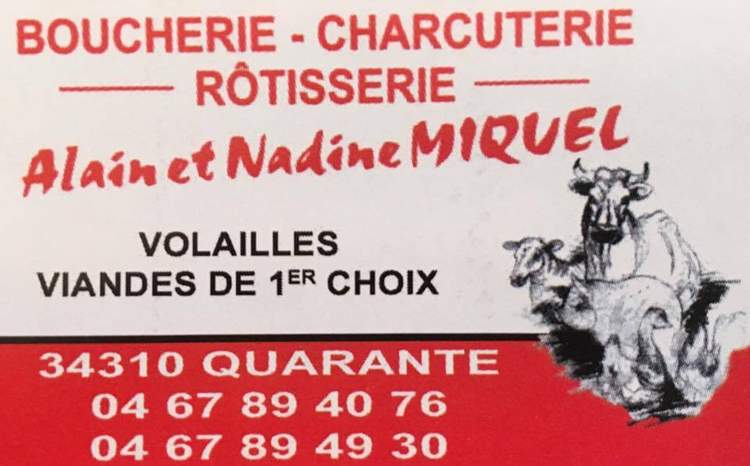 BOUCHERIE - CHARCUTERIE
RÔTISSERIE
Alain et Nadine MIQUEL
VOLAILLES
VIANDES DE 1ER CHOIX
34310 QUARANTE
04 67 89 40 76
04 67 89 49 30